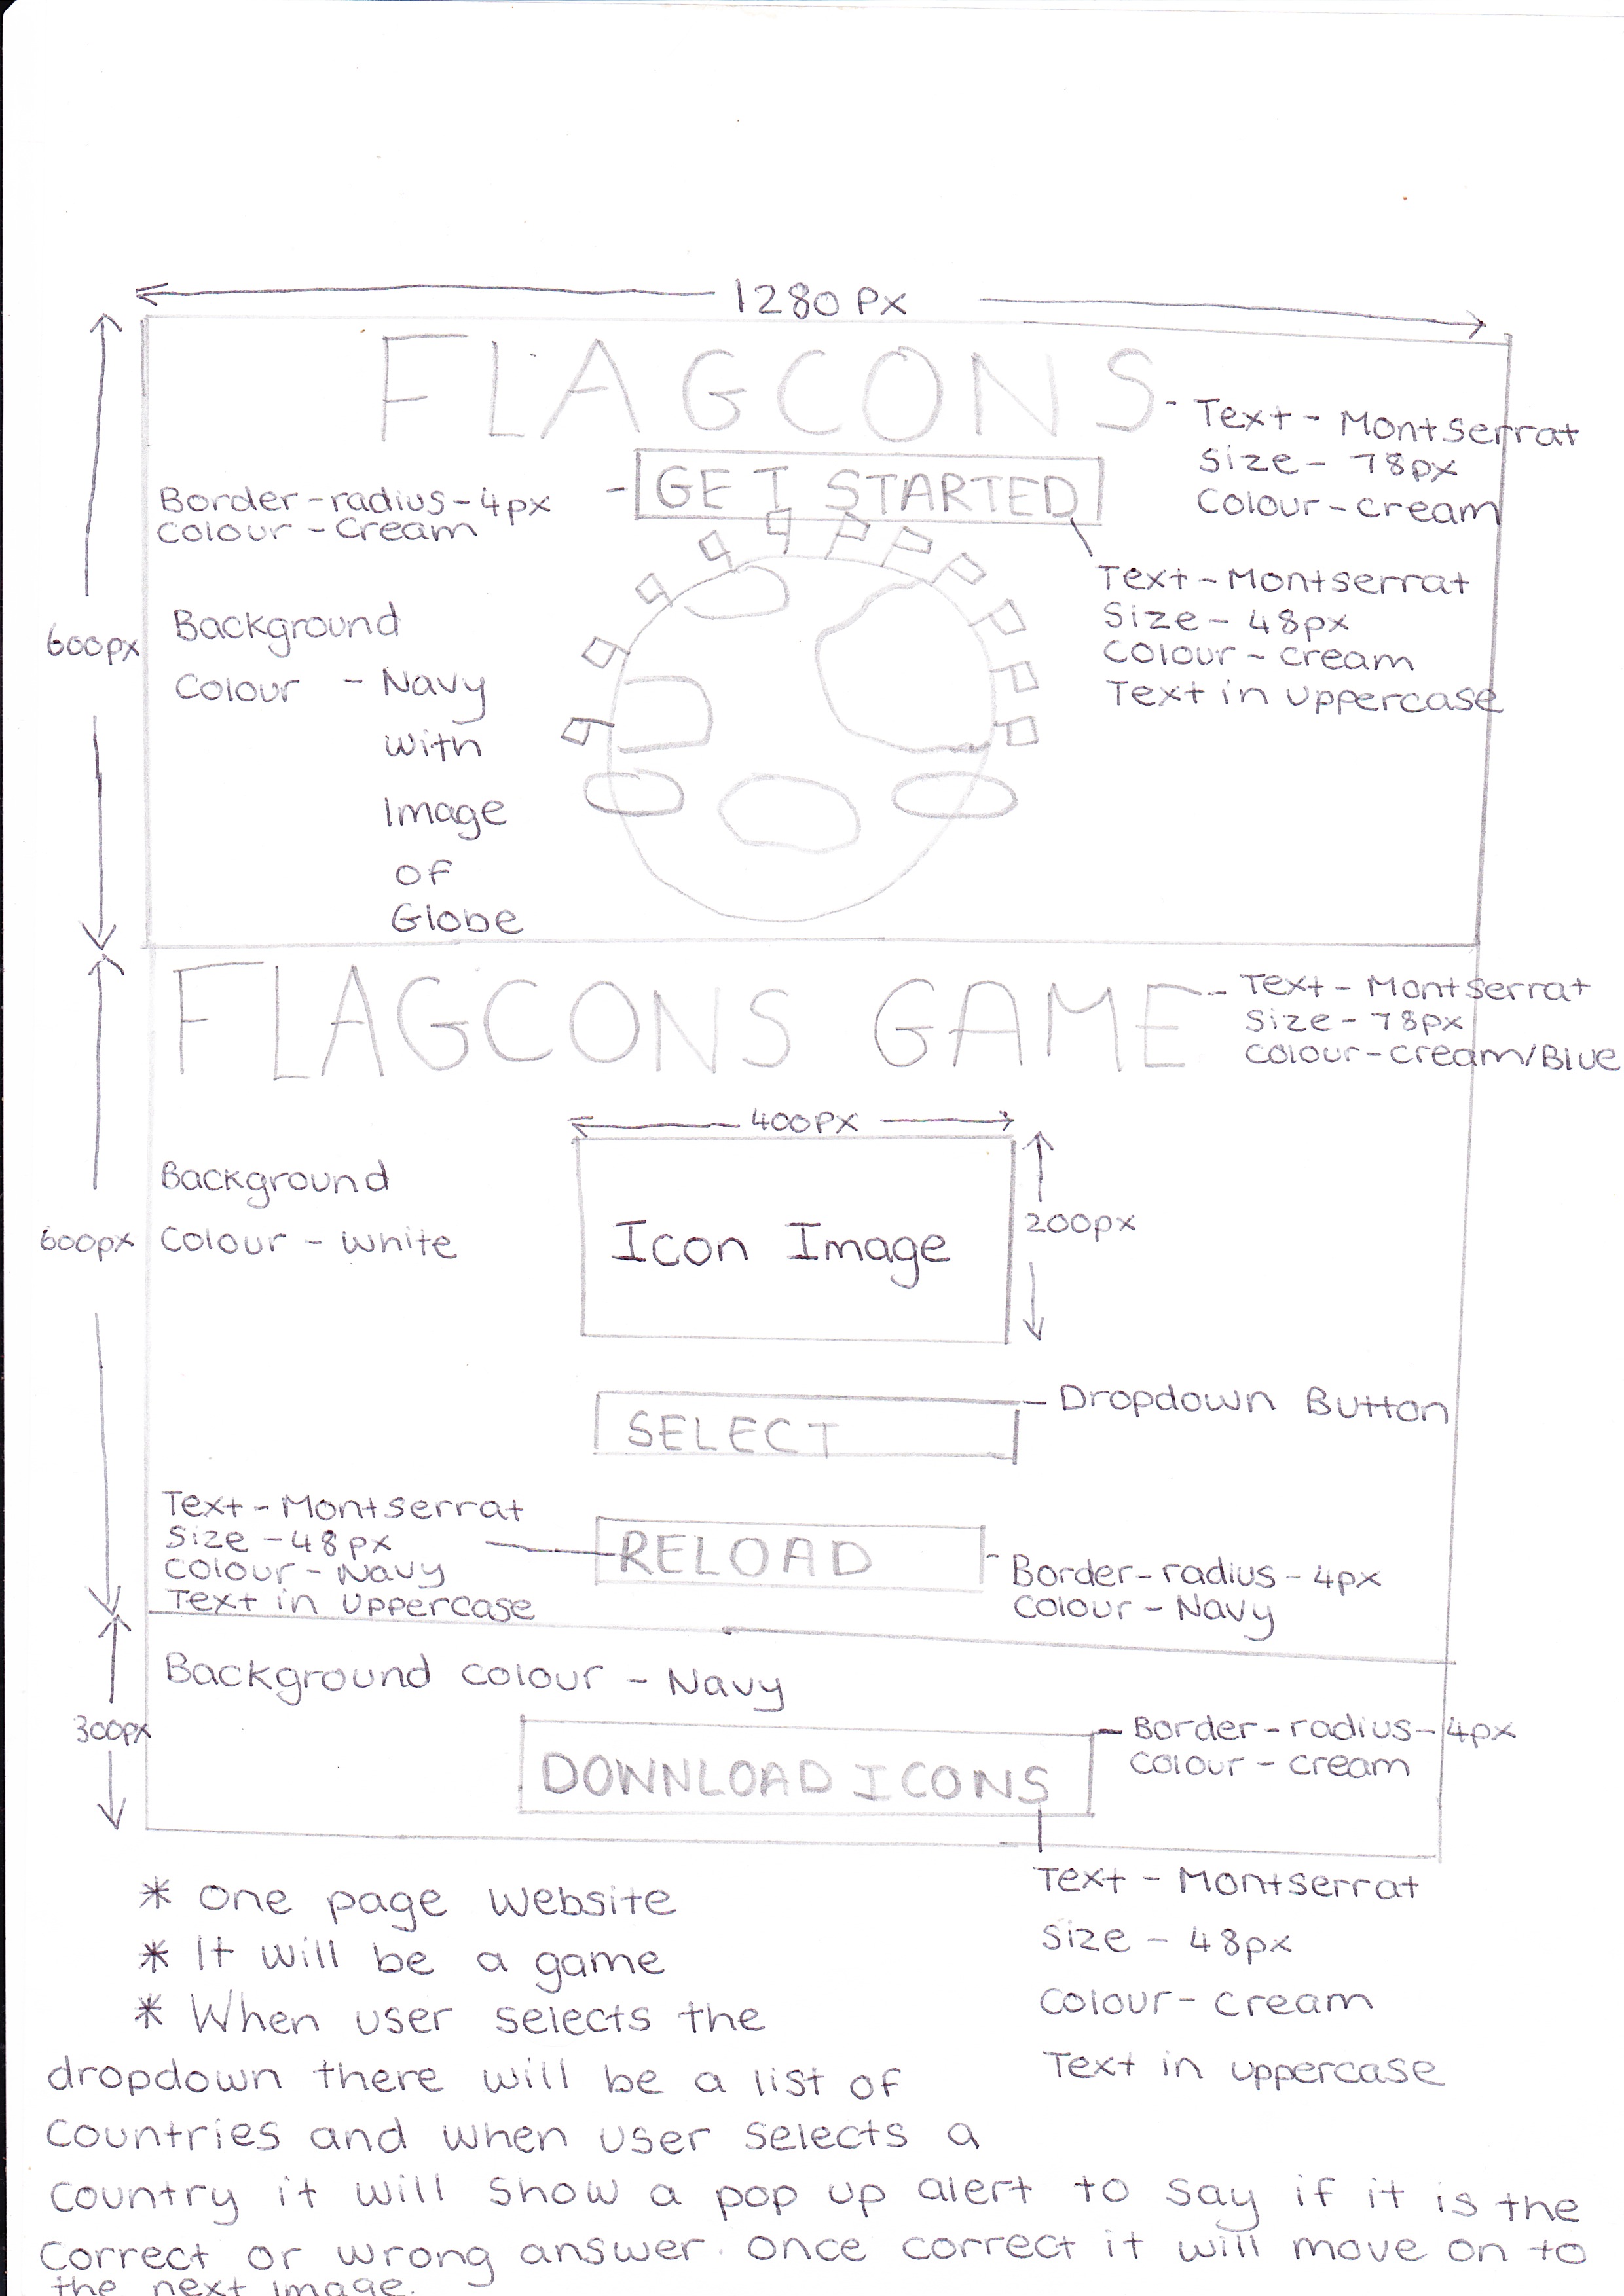 1280 Px
FLAGCONS
- Text - Montserrat
Size - 78px
Colour - cream
GET STARTED
Border-radius-4px
Colour - Cream
Text - Montserrat
Size - 48px
Colour - cream
Text in uppercase
600px
Background
Colour - Navy
with
Image
of
Globe
FLAGCONS GAME
- Text - Montserrat
Size - 78px
Colour - cream/Blue
400px
Icon Image
200px
Background
Colour - white
600px
SELECT
- Dropdown Button
Text - Montserrat
Size - 48px
Colour - Navy
Text in uppercase
RELOAD
- Border-radius - 4px
Colour - Navy
Background colour - Navy
300px
DOWNLOAD ICONS
- Border-radius - 4px
Colour - cream
Text - Montserrat
Size - 48px
Colour - cream
Text in uppercase
* One page website
* It will be a game
* When user selects the
dropdown there will be a list of
countries and when user selects a
country it will show a pop up alert to say if it is the
correct or wrong answer. Once correct it will move on to
the next image.